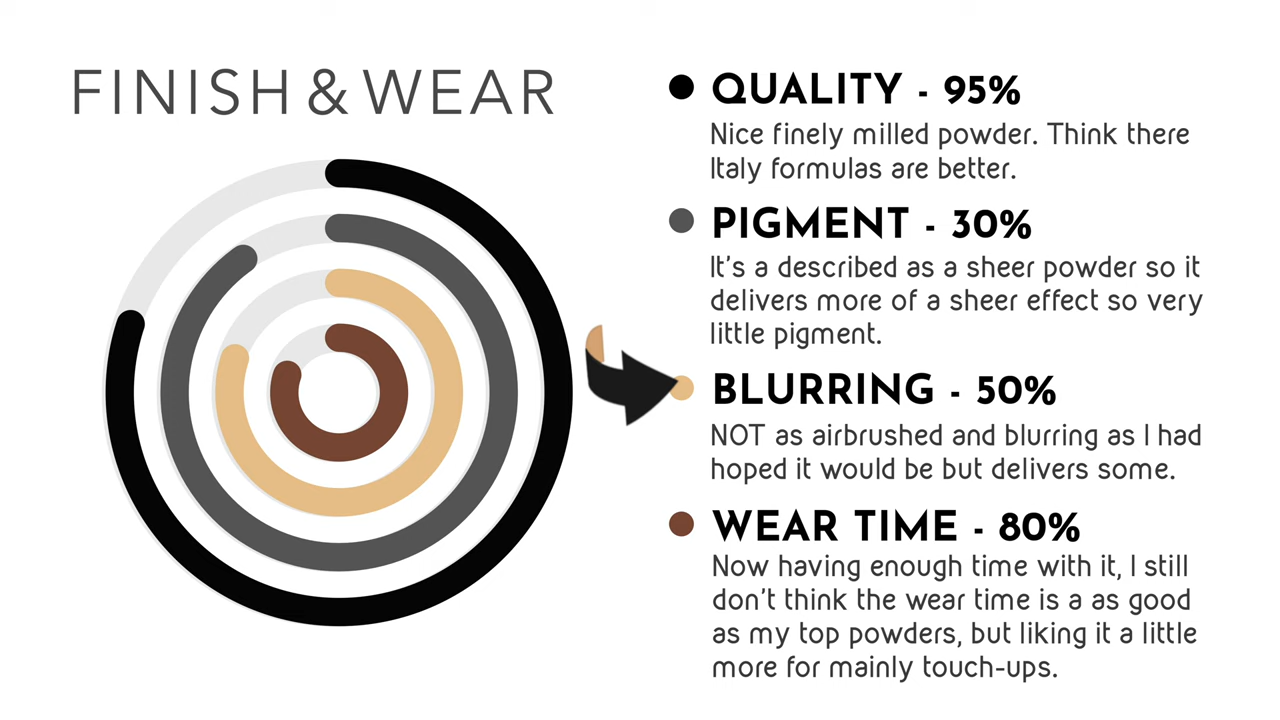 FINISH & WEAR
QUALITY - 95%
Nice finely milled powder. Think there
Italy formulas are better.
PIGMENT - 30%
It's a described as a sheer powder so it
delivers more of a sheer effect so very
little pigment.
BLURRING - 50%
NOT as airbrushed and blurring as I had
hoped it would be but delivers some.
WEAR TIME - 80%
Now having enough time with it, I still
don't think the wear time is a as good
as my top powders, but liking it a little
more for mainly touch-ups.